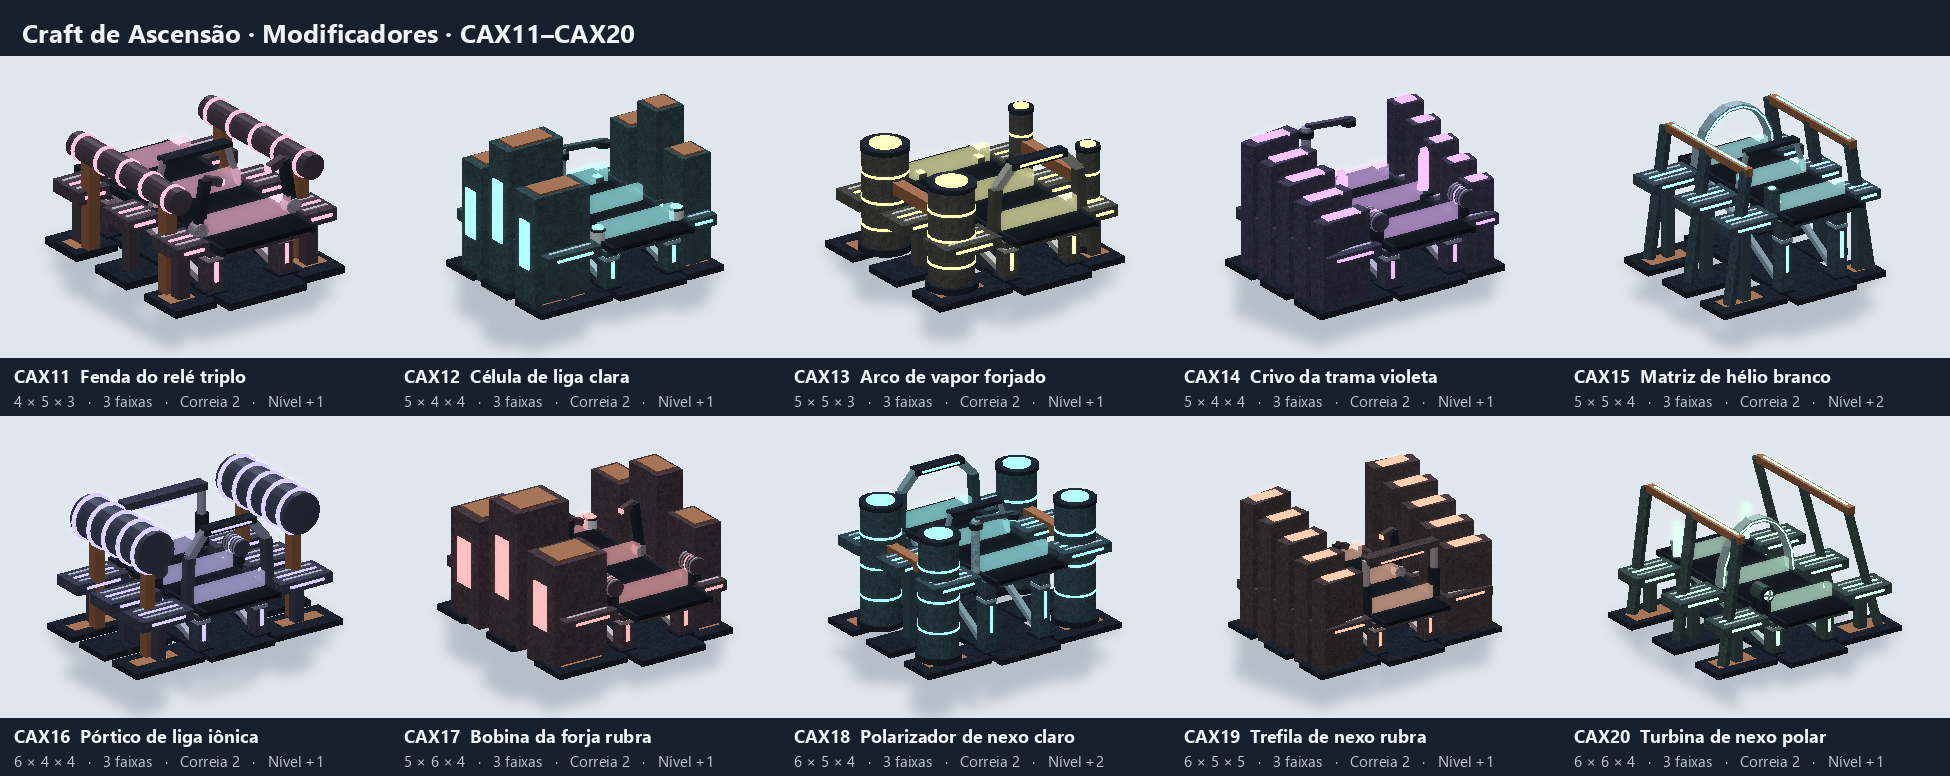 Craft de Ascensão · Modificadores · CAX11–CAX20
CAX11 Fenda do relé triplo
4 × 5 × 3 · 3 faixas · Correia 2 · Nível +1
CAX12 Célula de liga clara
5 × 4 × 4 · 3 faixas · Correia 2 · Nível +1
CAX13 Arco de vapor forjado
5 × 5 × 3 · 3 faixas · Correia 2 · Nível +1
CAX14 Crivo da trama violeta
5 × 4 × 4 · 3 faixas · Correia 2 · Nível +1
CAX15 Matriz de hélio branco
5 × 5 × 4 · 3 faixas · Correia 2 · Nível +2
CAX16 Pórtico de liga iônica
6 × 4 × 4 · 3 faixas · Correia 2 · Nível +1
CAX17 Bobina da forja rubra
5 × 6 × 4 · 3 faixas · Correia 2 · Nível +1
CAX18 Polarizador de nexo claro
6 × 5 × 4 · 3 faixas · Correia 2 · Nível +2
CAX19 Trefila de nexo rubra
6 × 5 × 5 · 3 faixas · Correia 2 · Nível +1
CAX20 Turbina de nexo polar
6 × 6 × 4 · 3 faixas · Correia 2 · Nível +1